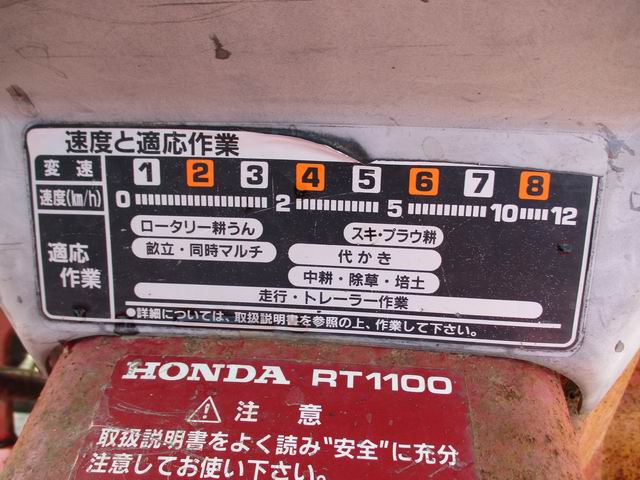 速度と適応作業
変速 1 2 3 4 5 6 7 8
速度(km/h) 0 2 5 10 12
適応作業
ロータリー耕うん スキ・プラウ耕
畝立・同時マルチ 代かき
中耕・除草・培土
走行・トレーラー作業
●詳細については、取扱説明書を参照の上、作業して下さい。
HONDA RT1100
⚠ 注意
取扱説明書をよく読み"安全"に充分
注意してお使い下さい。